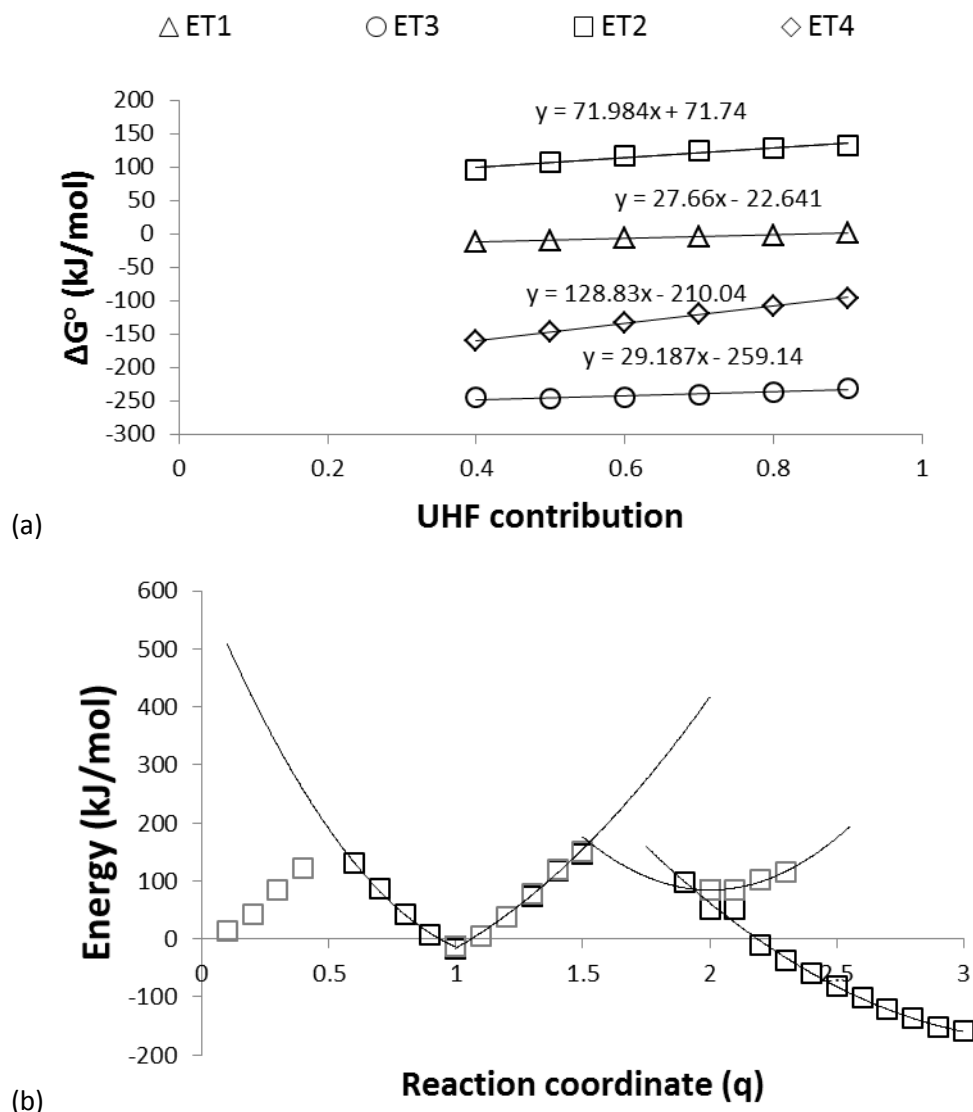 ET1 ET3 ET2 ET4
200
150
100
50
0
-50
-100
-150
-200
-250
-300
ΔG° (kJ/mol)
y = 71.984x + 71.74
y = 27.66x - 22.641
y = 128.83x - 210.04
y = 29.187x - 259.14
0 0.2 0.4 0.6 0.8 1
UHF contribution
(a)
600
500
400
300
200
100
0
-100
-200
Energy (kJ/mol)
0 0.5 1 1.5 2 2.5 3
Reaction coordinate (q)
(b)